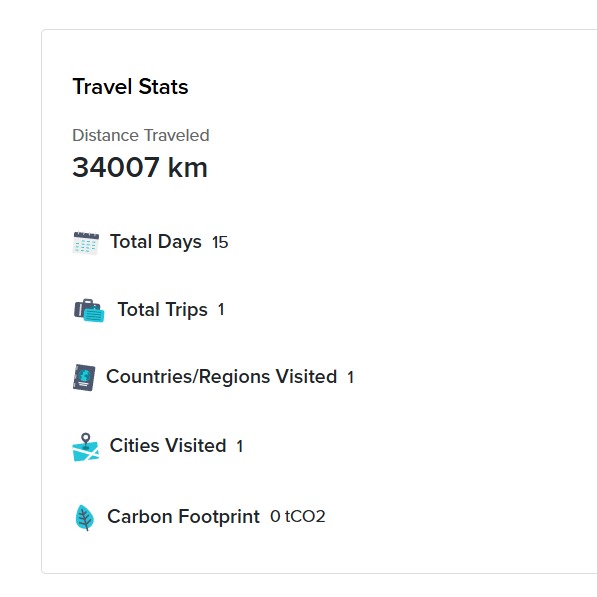 Travel Stats
Distance Traveled
34007 km
Total Days 15
Total Trips 1
Countries/Regions Visited 1
Cities Visited 1
Carbon Footprint 0 tCO2